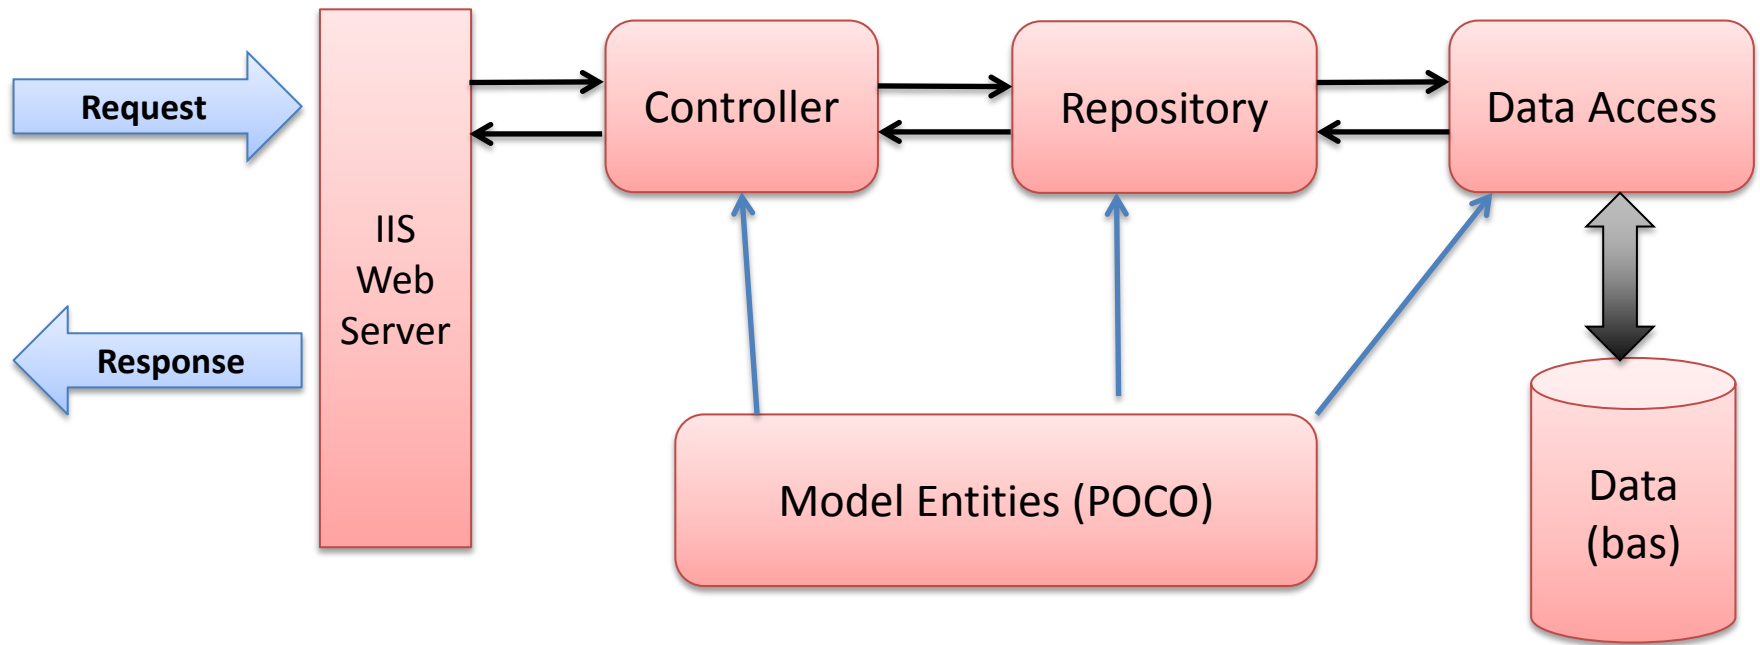 Request
Response
IIS
Web
Server
Controller
Repository
Data Access
Model Entities (POCO)
Data
(bas)